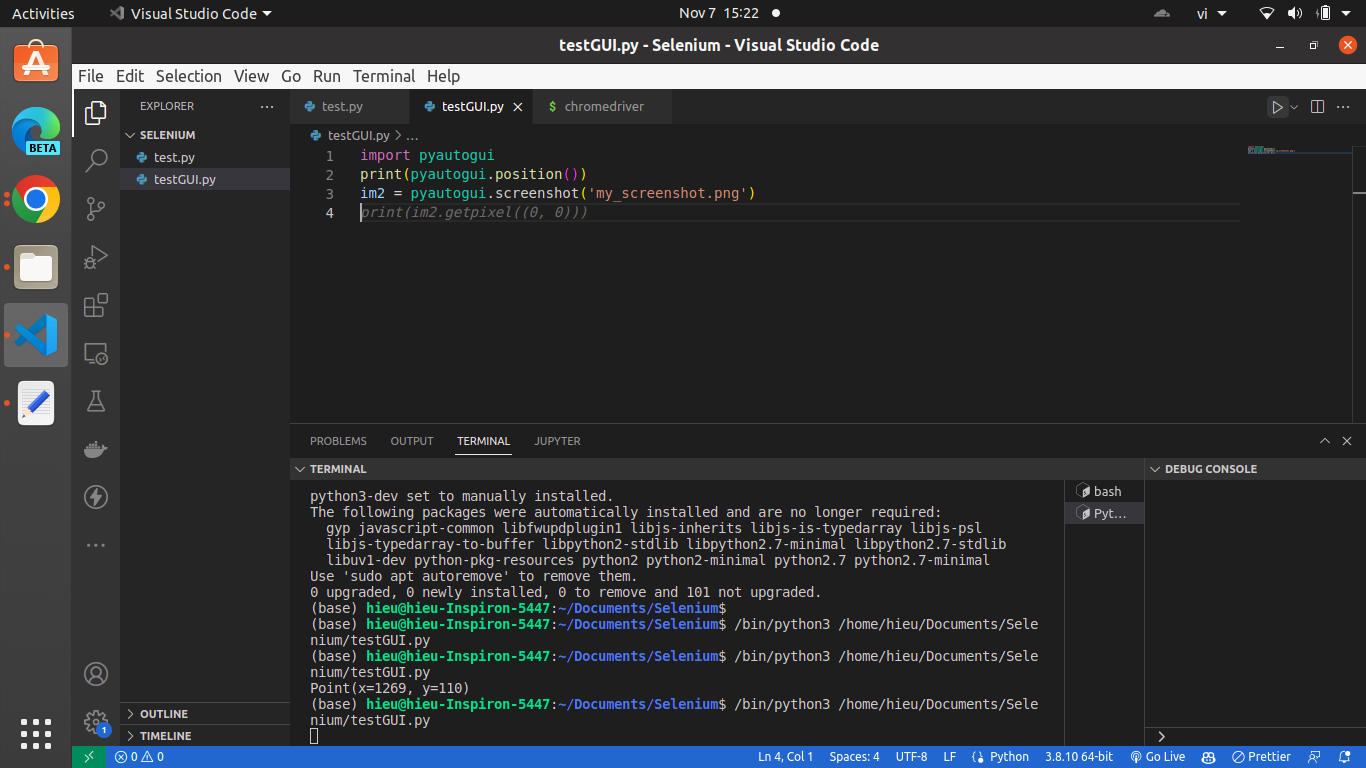 Activities
Visual Studio Code
Nov 7 15:22
vi
testGUI.py - Selenium - Visual Studio Code
File Edit Selection View Go Run Terminal Help
BETA
EXPLORER
SELENIUM
test.py
testGUI.py
OUTLINE
TIMELINE
test.py
testGUI.py
$ chromedriver
testGUI.py > ...
1 import pyautogui
2 print(pyautogui.position())
3 im2 = pyautogui.screenshot('my_screenshot.png')
4 print(im2.getpixel((0, 0)))
PROBLEMS OUTPUT TERMINAL JUPYTER
TERMINAL
python3-dev set to manually installed.
The following packages were automatically installed and are no longer required:
gyp javascript-common libfwupdplugin1 libjs-inherits libjs-is-typedarray libjs-psl
libjs-typedarray-to-buffer libpython2-stdlib libpython2.7-minimal libpython2.7-stdlib
libuv1-dev python-pkg-resources python2 python2-minimal python2.7 python2.7-minimal
Use 'sudo apt autoremove' to remove them.
0 upgraded, 0 newly installed, 0 to remove and 101 not upgraded.
(base) hieu@hieu-Inspiron-5447:~/Documents/Selenium$
(base) hieu@hieu-Inspiron-5447:~/Documents/Selenium$ /bin/python3 /home/hieu/Documents/Sele
nium/testGUI.py
(base) hieu@hieu-Inspiron-5447:~/Documents/Selenium$ /bin/python3 /home/hieu/Documents/Sele
nium/testGUI.py
Point(x=1269, y=110)
(base) hieu@hieu-Inspiron-5447:~/Documents/Selenium$ /bin/python3 /home/hieu/Documents/Sele
nium/testGUI.py
bash
Pyt...
DEBUG CONSOLE
1
0 0
Ln 4, Col 1 Spaces: 4 UTF-8 LF Python 3.8.10 64-bit Go Live Prettier